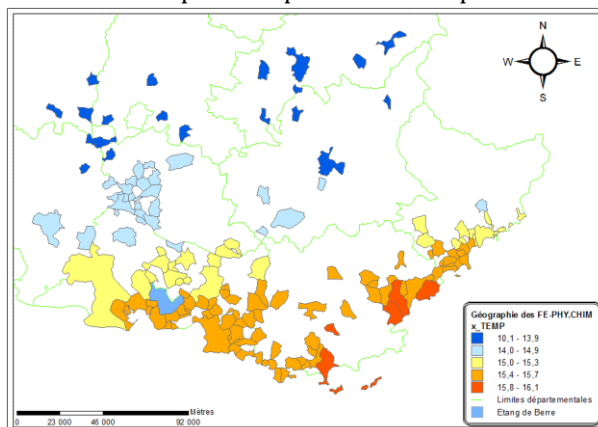 N
W E
S
Géographie des FE-PHY.CHIM
x_TEMP
10,1 - 13,9
14,0 - 14,9
15,0 - 15,3
15,4 - 15,7
15,8 - 16,1
Limites départementales
Etang de Berre
Mètres
0 23 000 46 000 92 000